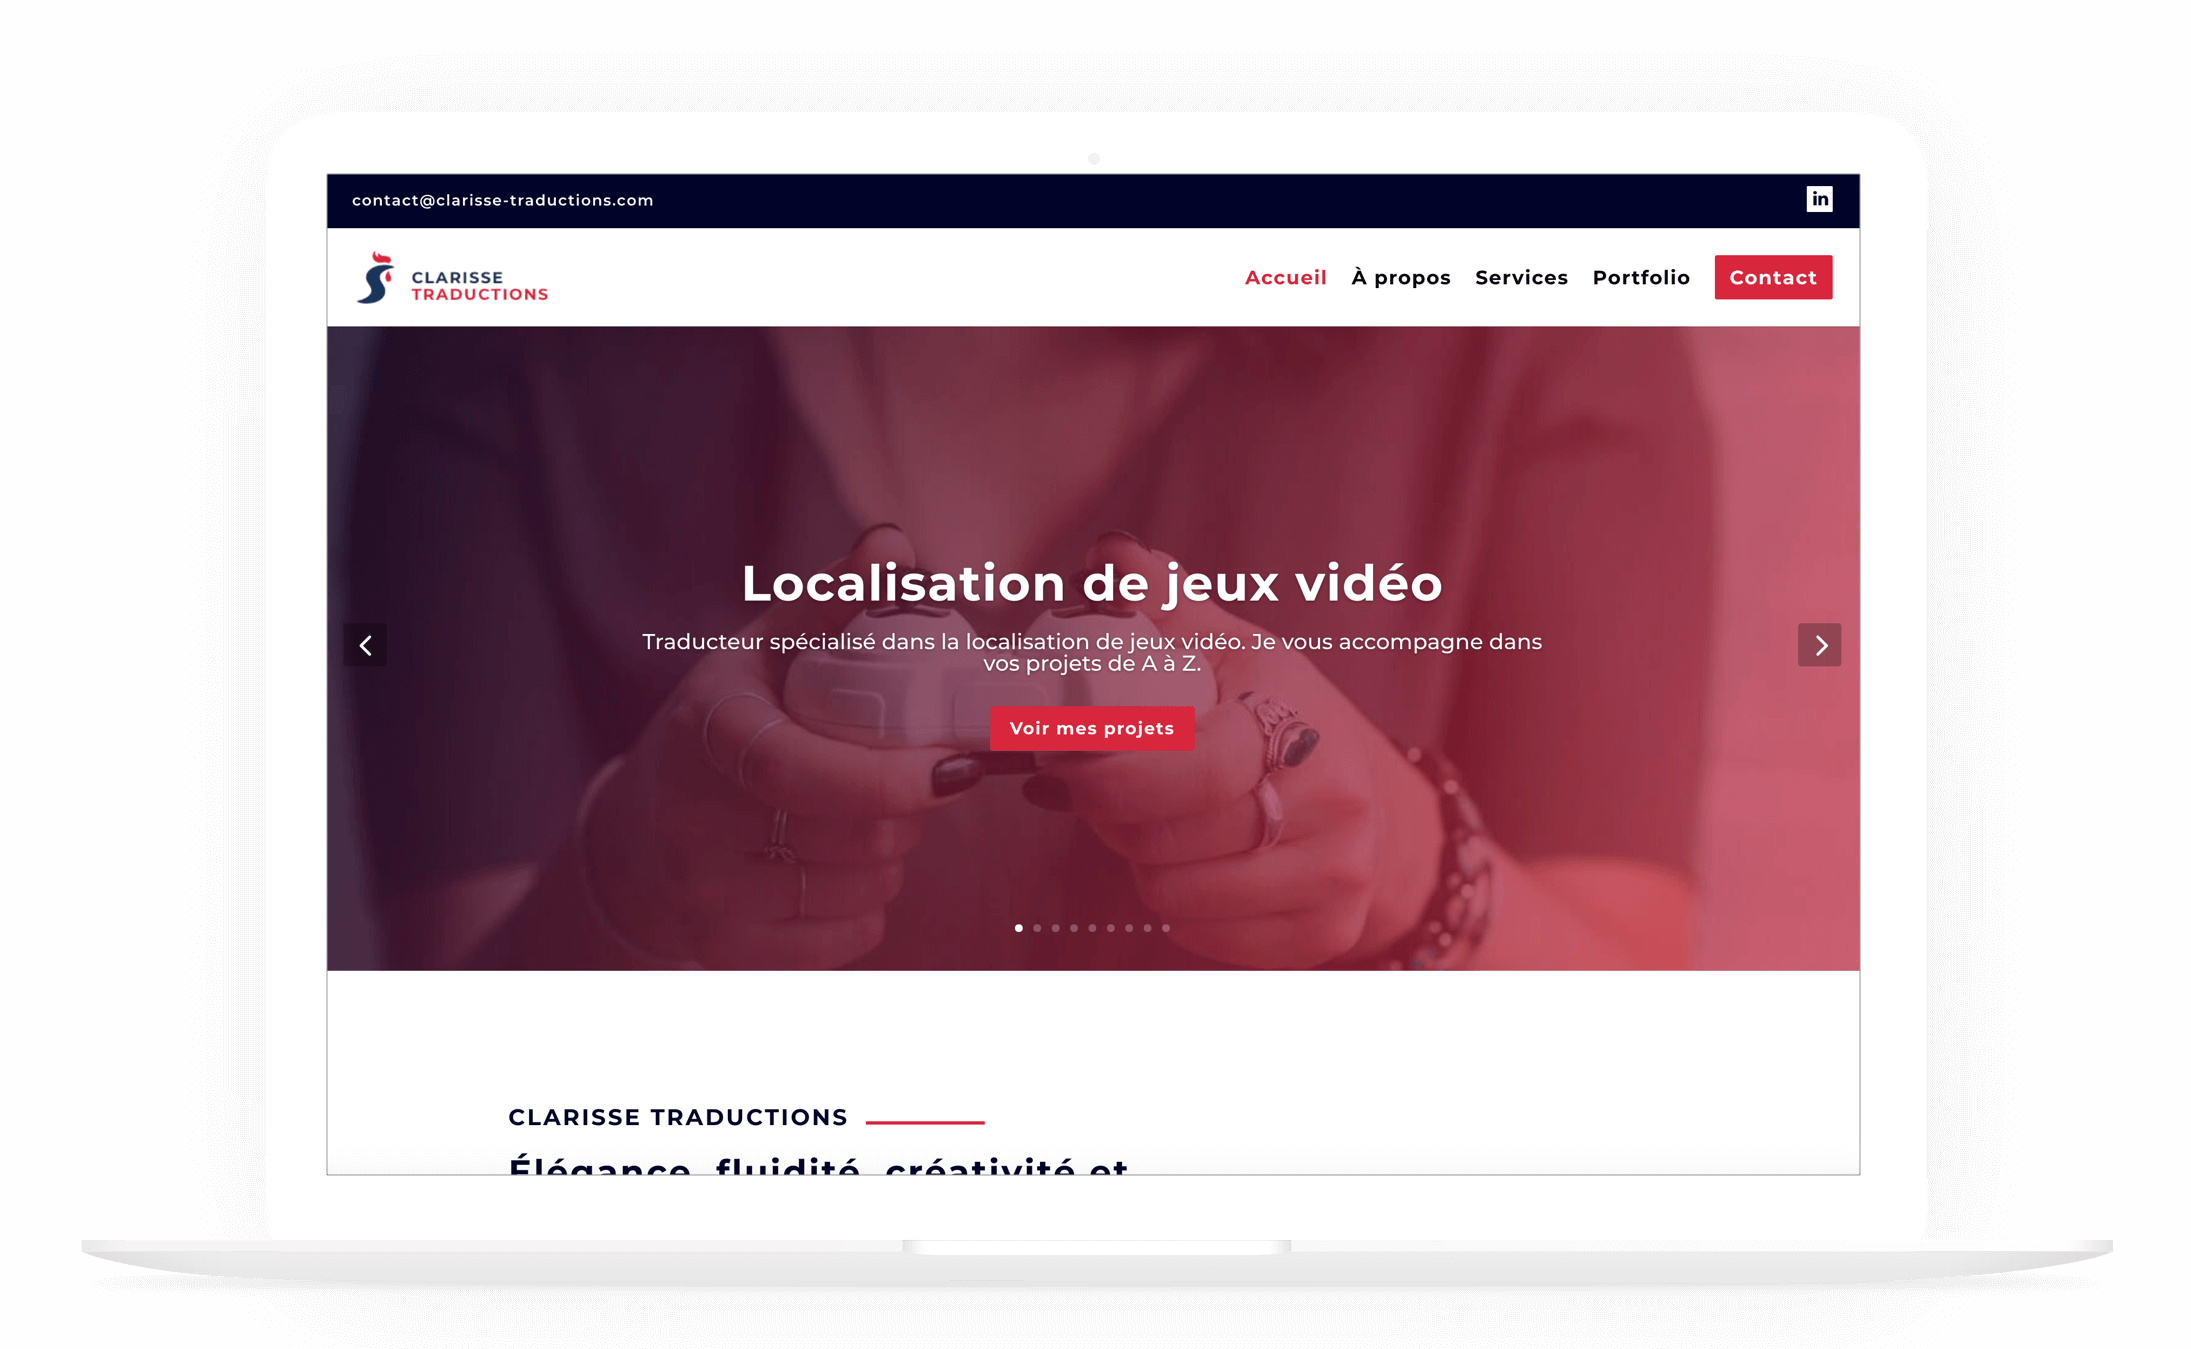 contact@clarisse-traductions.com
in
CLARISSE
TRADUCTIONS
Accueil À propos Services Portfolio Contact
Localisation de jeux vidéo
Traducteur spécialisé dans la localisation de jeux vidéo. Je vous accompagne dans
vos projets de A à Z.
Voir mes projets
CLARISSE TRADUCTIONS
Élégance, fluidité, créativité et